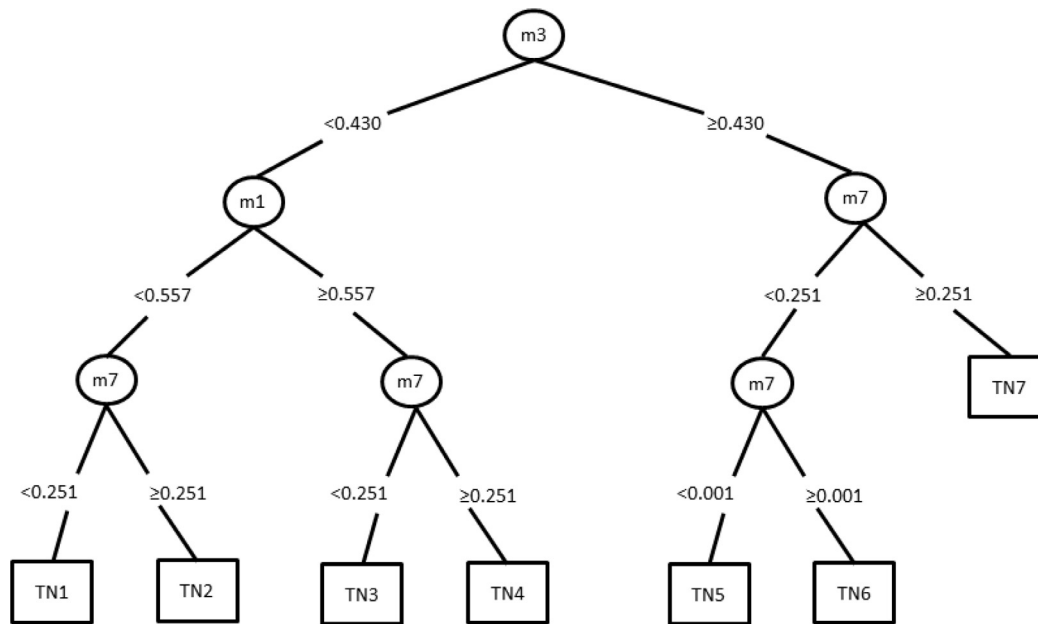 m3
<0.430
≥0.430
m1
m7
<0.557
≥0.557
<0.251
≥0.251
m7
m7
m7
TN7
<0.251
≥0.251
<0.251
≥0.251
<0.001
≥0.001
TN1
TN2
TN3
TN4
TN5
TN6